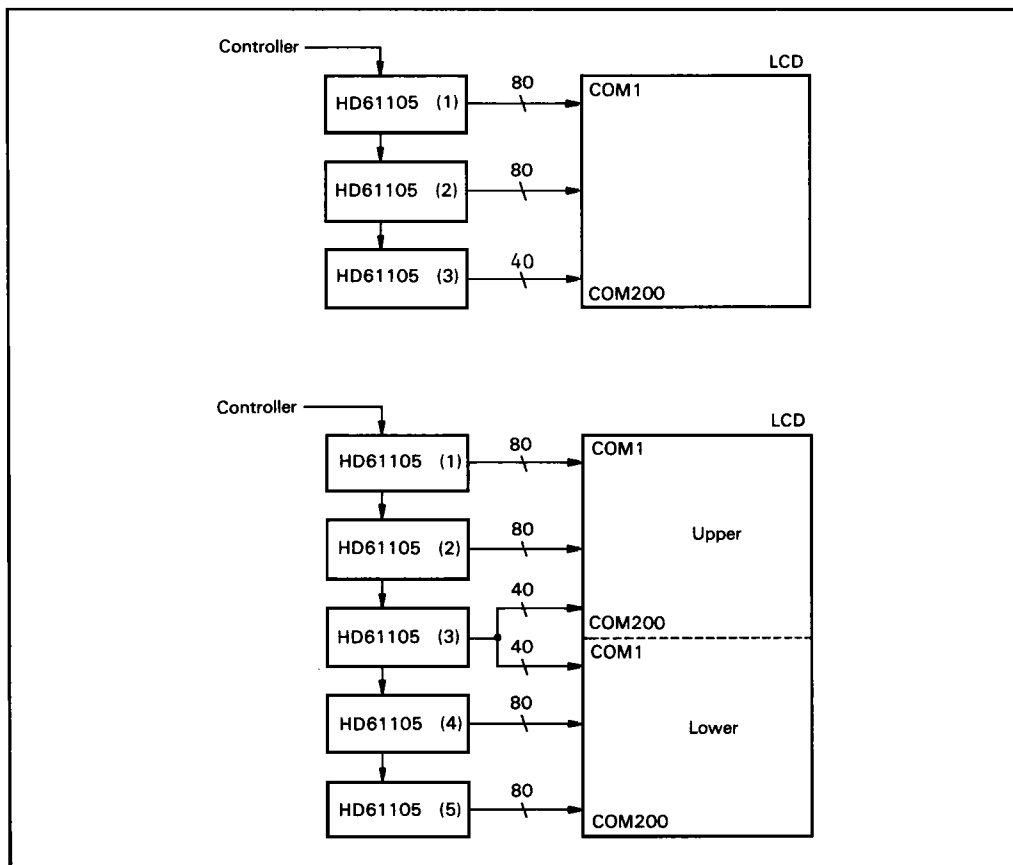 Controller
LCD
HD61105 (1)
80
COM1
HD61105 (2)
80
HD61105 (3)
40
COM200
Controller
LCD
HD61105 (1)
80
COM1
HD61105 (2)
80
Upper
HD61105 (3)
40
COM200
40
COM1
HD61105 (4)
80
Lower
HD61105 (5)
80
COM200